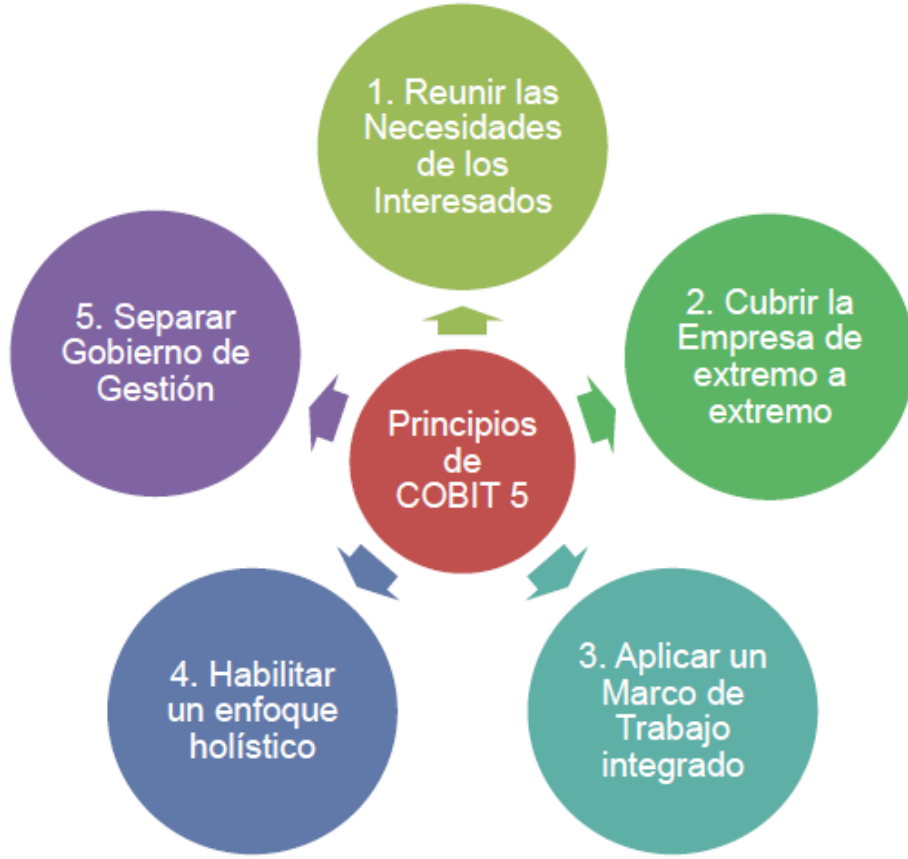 1. Reunir las
Necesidades
de los
Interesados
2. Cubrir la
Empresa de
extremo a
extremo
3. Aplicar un
Marco de
Trabajo
integrado
4. Habilitar
un enfoque
holístico
5. Separar
Gobierno de
Gestión
Principios
de
COBIT 5